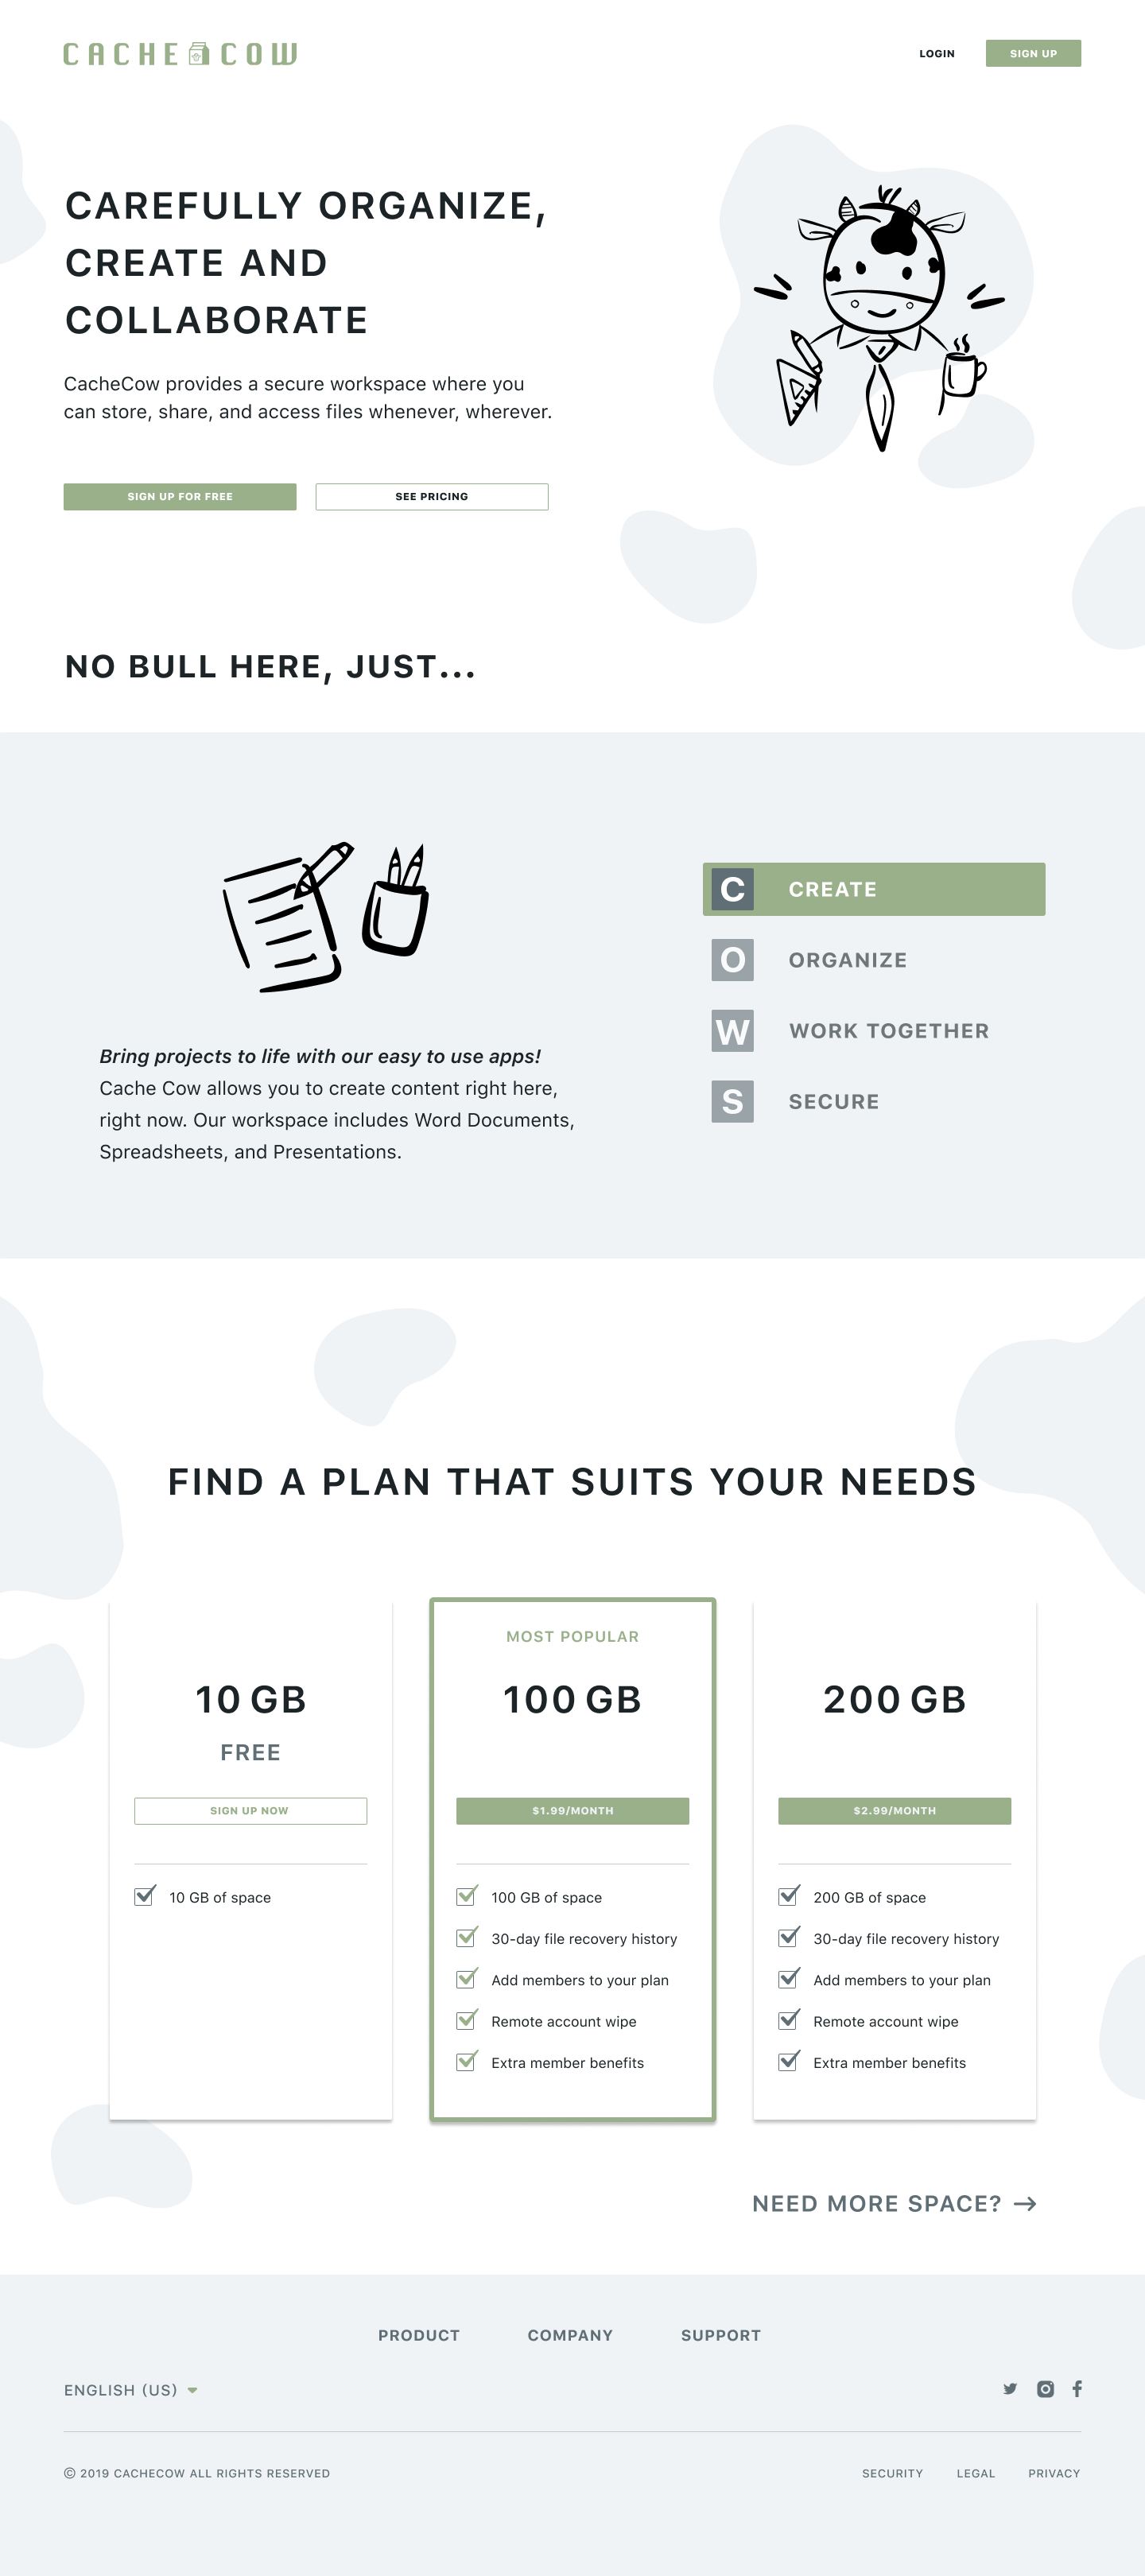 CACHE COW
LOGIN
SIGN UP
CAREFULLY ORGANIZE,
CREATE AND
COLLABORATE
CacheCow provides a secure workspace where you
can store, share, and access files whenever, wherever.
SIGN UP FOR FREE
SEE PRICING
NO BULL HERE, JUST...
C CREATE
O ORGANIZE
W WORK TOGETHER
S SECURE
Bring projects to life with our easy to use apps!
Cache Cow allows you to create content right here,
right now. Our workspace includes Word Documents,
Spreadsheets, and Presentations.
FIND A PLAN THAT SUITS YOUR NEEDS
10 GB
FREE
SIGN UP NOW
10 GB of space
MOST POPULAR
100 GB
$1.99/MONTH
100 GB of space
30-day file recovery history
Add members to your plan
Remote account wipe
Extra member benefits
200 GB
$2.99/MONTH
200 GB of space
30-day file recovery history
Add members to your plan
Remote account wipe
Extra member benefits
NEED MORE SPACE? →
PRODUCT
COMPANY
SUPPORT
ENGLISH (US)
© 2019 CACHECOW ALL RIGHTS RESERVED
SECURITY
LEGAL
PRIVACY